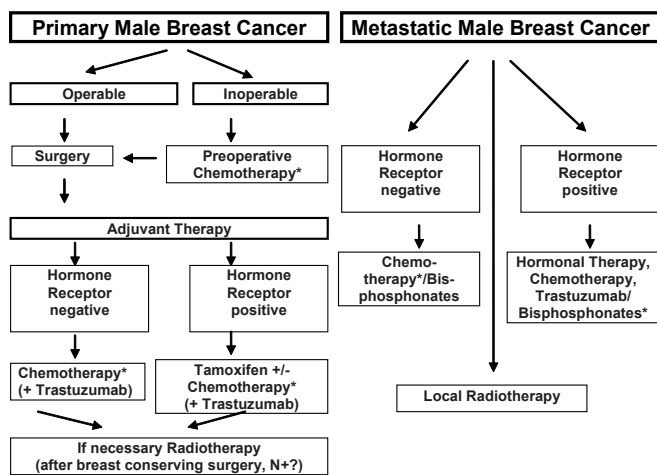 Primary Male Breast Cancer
Operable
Inoperable
Surgery
Preoperative
Chemotherapy*
Adjuvant Therapy
Hormone
Receptor
negative
Hormone
Receptor
positive
Chemotherapy*
(+ Trastuzumab)
Tamoxifen +/-
Chemotherapy*
(+ Trastuzumab)
If necessary Radiotherapy
(after breast conserving surgery, N+?)
Metastatic Male Breast Cancer
Hormone
Receptor
negative
Hormone
Receptor
positive
Chemo-
therapy*/Bis-
phosphonates
Hormonal Therapy,
Chemotherapy,
Trastuzumab/
Bisphosphonates*
Local Radiotherapy